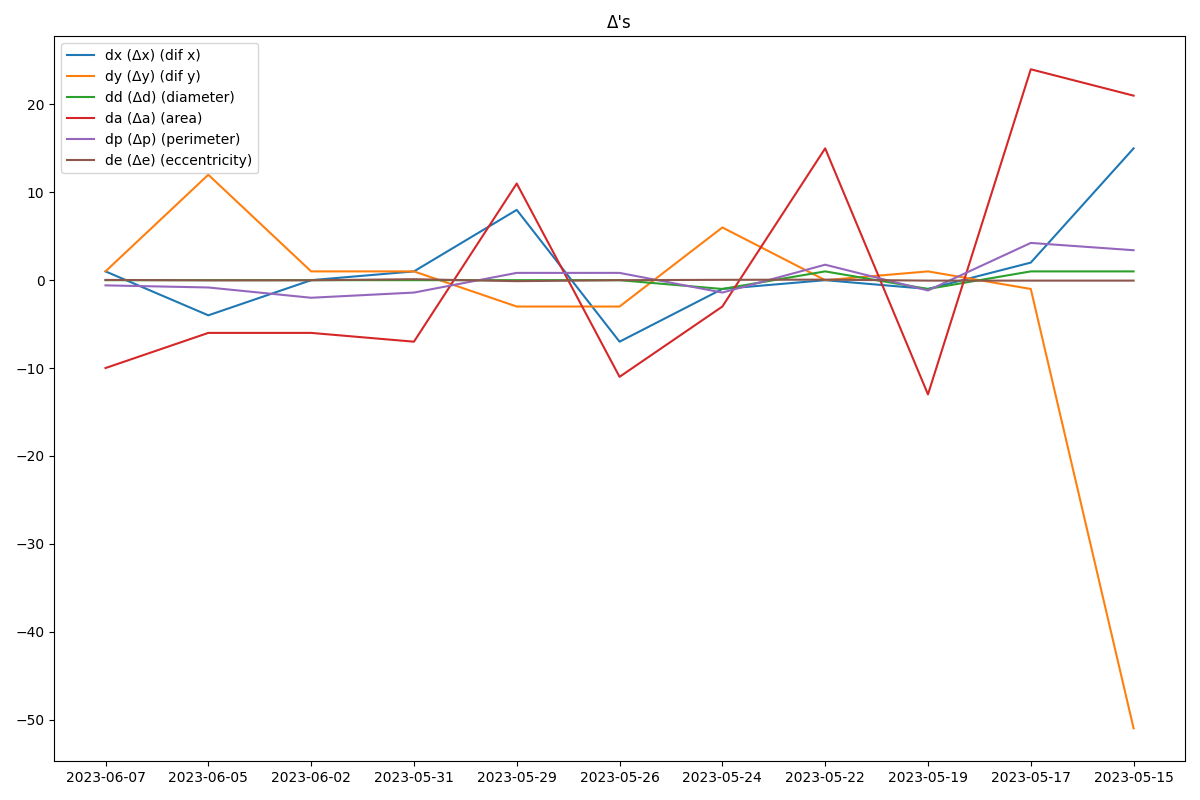 Δ's
dx (Δx) (dif x)
dy (Δy) (dif y)
dd (Δd) (diameter)
da (Δa) (area)
dp (Δp) (perimeter)
de (Δe) (eccentricity)
20
10
0
−10
−20
−30
−40
−50
2023-06-07 2023-06-05 2023-06-02 2023-05-31 2023-05-29 2023-05-26 2023-05-24 2023-05-22 2023-05-19 2023-05-17 2023-05-15